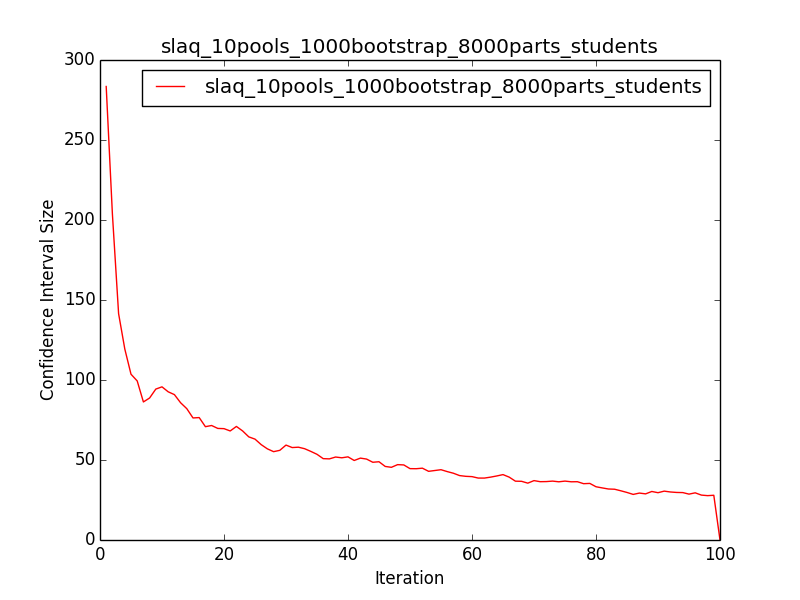 slaq_10pools_1000bootstrap_8000parts_students
slaq_10pools_1000bootstrap_8000parts_students
300
250
200
150
100
50
0
Confidence Interval Size
0 20 40 60 80 100
Iteration